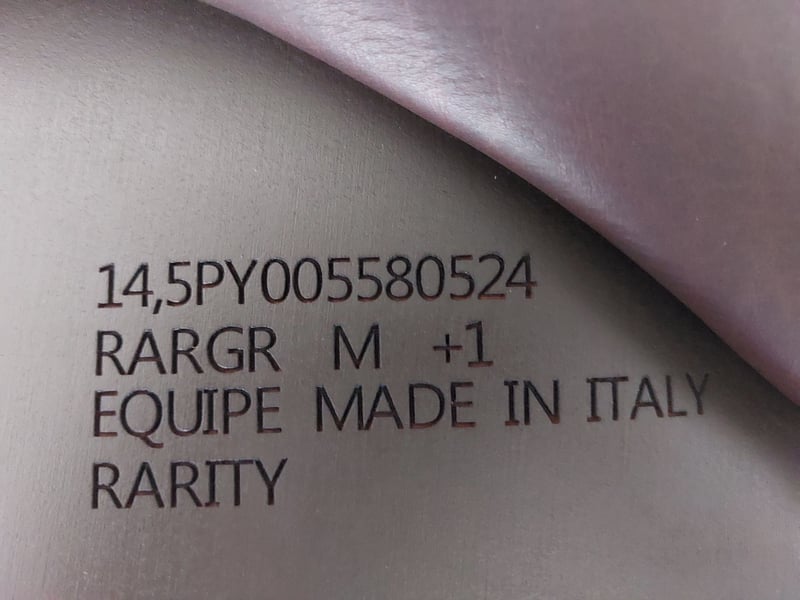 14,5PY005580524
RARGR M +1
EQUIPE MADE IN ITALY
RARITY